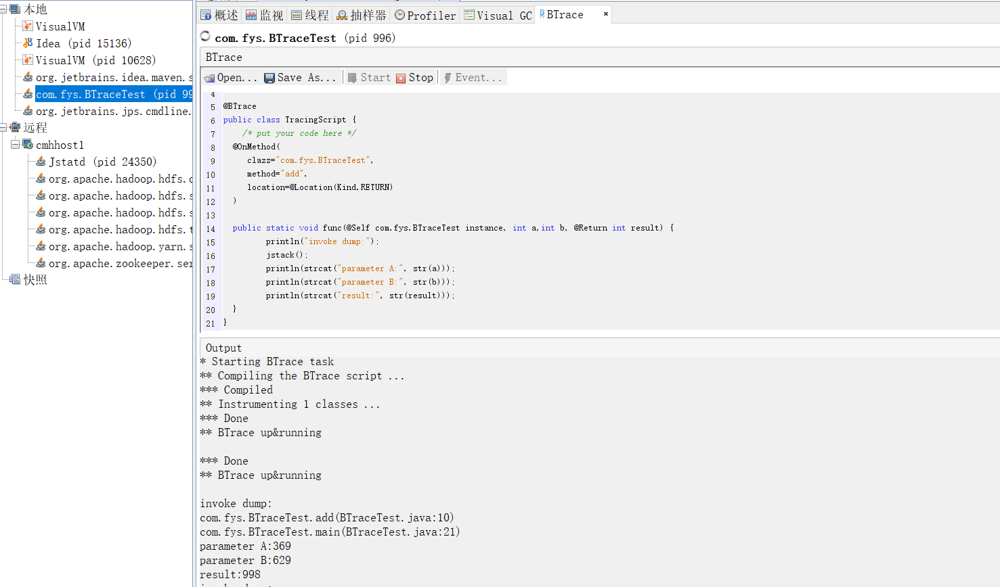 本地
VisualVM
Idea (pid 15136)
VisualVM (pid 10628)
org.jetbrains.idea.maven.s
com.fys.BTraceTest (pid 99
org.jetbrains.jps.cmdline.
远程
cmhhost1
Jstatd (pid 24350)
org.apache.hadoop.hdfs.
org.apache.hadoop.hdfs.s
org.apache.hadoop.hdfs.s
org.apache.hadoop.hdfs.t
org.apache.hadoop.yarn.s
org.apache.zookeeper.ser
快照
概述 监视 线程 抽样器 Profiler Visual GC BTrace ×
com.fys.BTraceTest (pid 996)
BTrace
Open... Save As... Start Stop Event...
4
5 @BTrace
6 public class TracingScript {
7 /* put your code here */
8 @OnMethod(
9 clazz="com.fys.BTraceTest",
10 method="add",
11 location=@Location(Kind.RETURN)
12 )
13
14 public static void func(@Self com.fys.BTraceTest instance, int a,int b, @Return int result) {
15 println("invoke dump:");
16 jstack();
17 println(strcat("parameter A:", str(a)));
18 println(strcat("parameter B:", str(b)));
19 println(strcat("result:", str(result)));
20 }
21 }
Output
* Starting BTrace task
** Compiling the BTrace script ...
*** Compiled
** Instrumenting 1 classes ...
*** Done
** BTrace up&running
*** Done
** BTrace up&running
invoke dump:
com.fys.BTraceTest.add(BTraceTest.java:10)
com.fys.BTraceTest.main(BTraceTest.java:21)
parameter A:369
parameter B:629
result:998